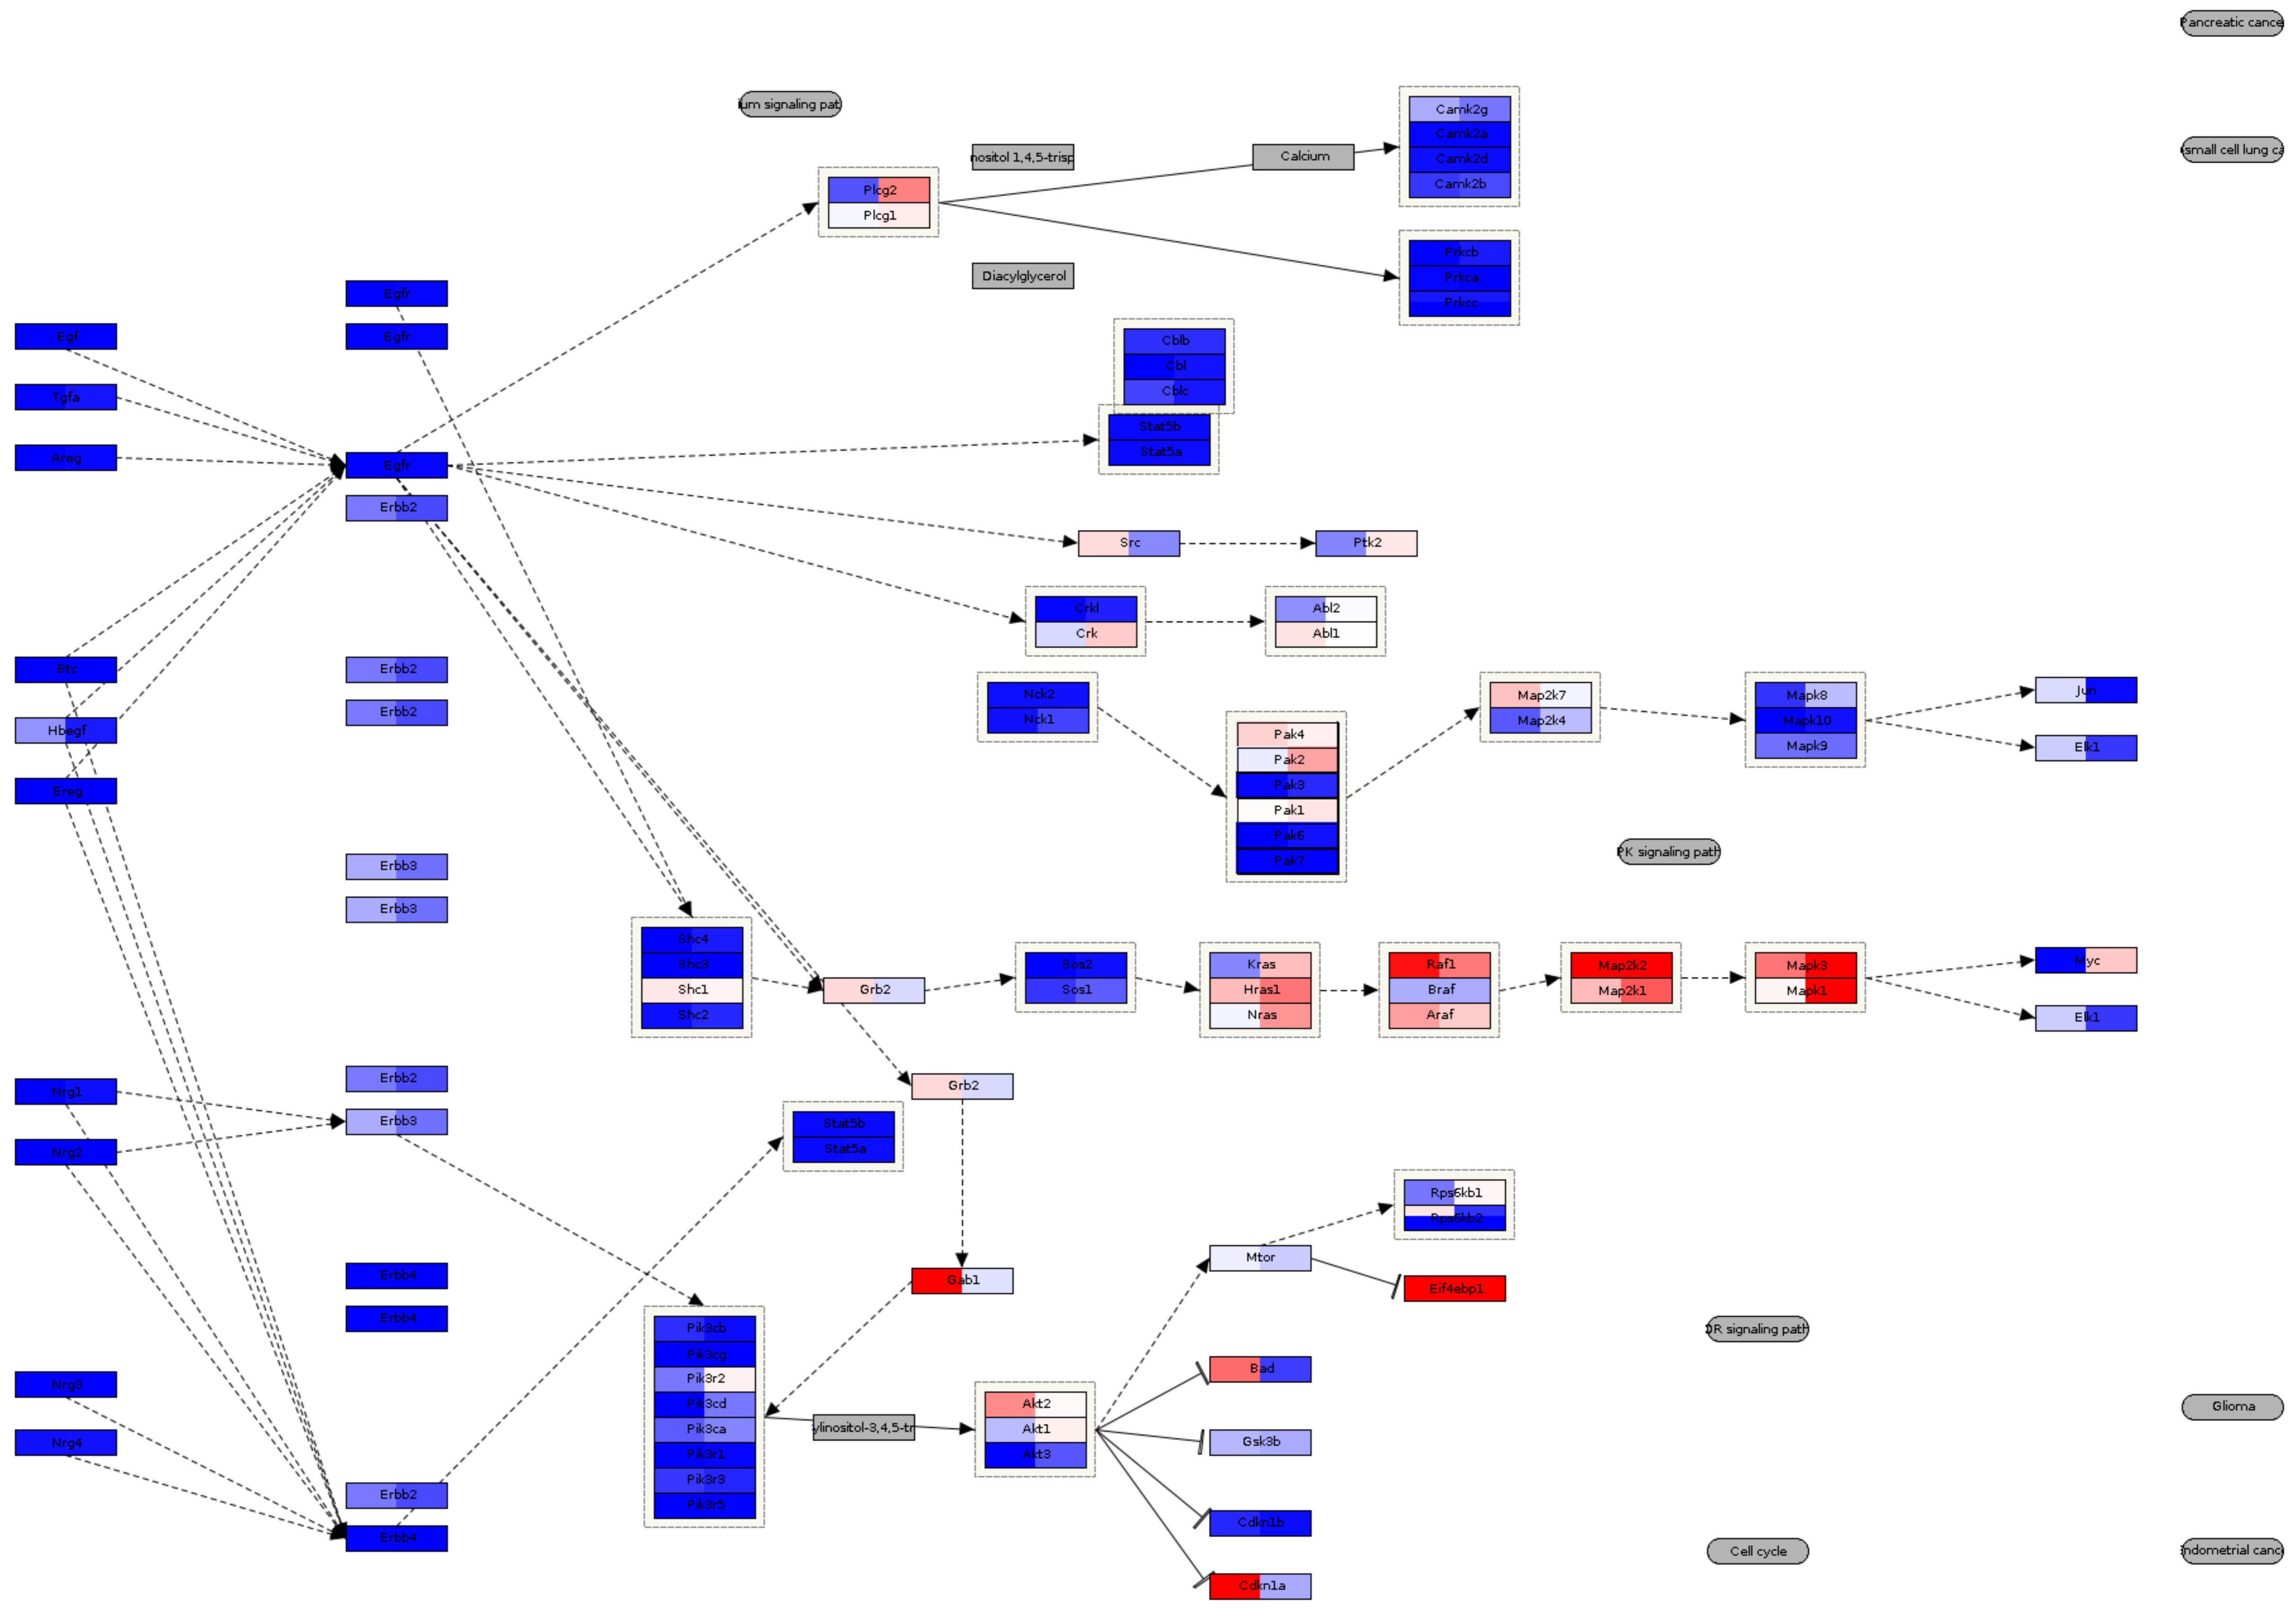 Pancreatic cance
ium signaling pat
Camk2g
Camk2a
Camk2d
Camk2b
nositol 1,4,5-trisp
Calcium
small cell lung ca
Plcg2
Plcg1
Prkcb
Prkca
Prkcc
Diacylglycerol
Egfr
Egf
Egfr
Cblb
Cbl
Cblc
Tgfa
Stat5b
Stat5a
Areg
Egfr
Erbb2
Src
Ptk2
Crkl
Crk
Abl2
Abl1
Btc
Erbb2
Nck2
Nck1
Map2k7
Map2k4
Mapk8
Mapk10
Mapk9
Jun
Hbegf
Erbb2
Pak4
Pak2
Pak3
Pak1
Pak6
Pak7
Elk1
Ereg
Erbb3
PK signaling path
Erbb3
Shc4
Shc3
Shc1
Shc2
Grb2
Sos2
Sos1
Kras
Hras1
Nras
Raf1
Braf
Araf
Map2k2
Map2k1
Mapk3
Mapk1
Myc
Elk1
Nrg1
Erbb2
Grb2
Erbb3
Stat5b
Stat5a
Nrg2
Rps6kb1
Rps6kb2
Mtor
Erbb4
Gab1
Eif4ebp1
Erbb4
Pik3cb
Pik3cg
Pik3r2
Pik3cd
Pik3ca
Pik3r1
Pik3r3
Pik3r5
OR signaling path
Bad
Nrg3
Akt2
Akt1
Akt3
Glioma
ylinositol-3,4,5-tr
Nrg4
Gsk3b
Erbb2
Cdkn1b
Erbb4
Cell cycle
Endometrial canc
Cdkn1a